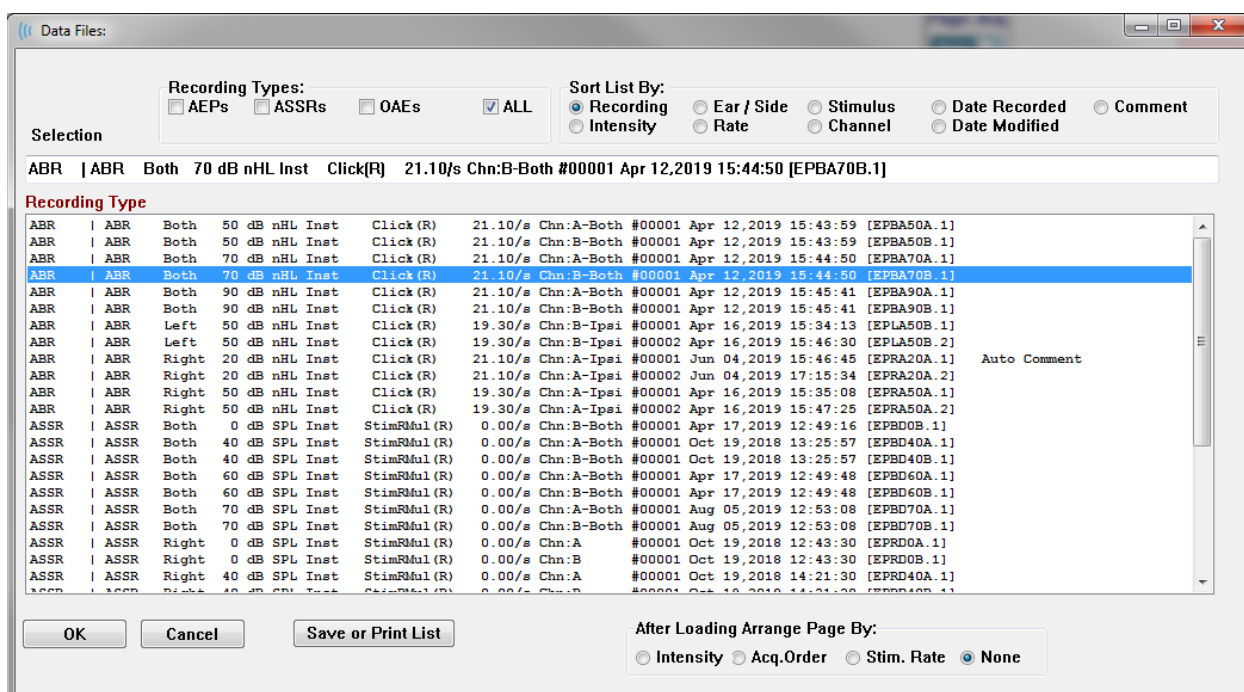 Data Files:
Recording Types:
AEPs ASSRs OAEs ALL
Sort List By:
Recording Ear / Side Stimulus Date Recorded Comment
Intensity Rate Channel Date Modified
Selection
ABR | ABR Both 70 dB nHL Inst Click(R) 21.10/s Chn:B-Both #00001 Apr 12,2019 15:44:50 [EPBA70B.1]
Recording Type
ABR | ABR Both 50 dB nHL Inst Click(R) 21.10/s Chn:A-Both #00001 Apr 12,2019 15:43:59 [EPBA50A.1]
ABR | ABR Both 50 dB nHL Inst Click(R) 21.10/s Chn:B-Both #00001 Apr 12,2019 15:43:59 [EPBA50B.1]
ABR | ABR Both 70 dB nHL Inst Click(R) 21.10/s Chn:A-Both #00001 Apr 12,2019 15:44:50 [EPBA70A.1]
ABR | ABR Both 70 dB nHL Inst Click(R) 21.10/s Chn:B-Both #00001 Apr 12,2019 15:44:50 [EPBA70B.1]
ABR | ABR Both 90 dB nHL Inst Click(R) 21.10/s Chn:A-Both #00001 Apr 12,2019 15:45:41 [EPBA90A.1]
ABR | ABR Both 90 dB nHL Inst Click(R) 21.10/s Chn:B-Both #00001 Apr 12,2019 15:45:41 [EPBA90B.1]
ABR | ABR Left 50 dB nHL Inst Click(R) 19.30/s Chn:B-Ipsi #00001 Apr 16,2019 15:34:13 [EPLA50B.1]
ABR | ABR Left 50 dB nHL Inst Click(R) 19.30/s Chn:B-Ipsi #00002 Apr 16,2019 15:46:30 [EPLA50B.2]
ABR | ABR Right 20 dB nHL Inst Click(R) 21.10/s Chn:A-Ipsi #00001 Jun 04,2019 15:46:45 [EPRA20A.1] Auto Comment
ABR | ABR Right 20 dB nHL Inst Click(R) 21.10/s Chn:A-Ipsi #00002 Jun 04,2019 17:15:34 [EPRA20A.2]
ABR | ABR Right 50 dB nHL Inst Click(R) 19.30/s Chn:A-Ipsi #00001 Apr 16,2019 15:35:08 [EPRA50A.1]
ABR | ABR Right 50 dB nHL Inst Click(R) 19.30/s Chn:A-Ipsi #00002 Apr 16,2019 15:47:25 [EPRA50A.2]
ASSR | ASSR Both 0 dB SPL Inst StimRMul(R) 0.00/s Chn:B-Both #00001 Apr 17,2019 12:49:16 [EPBD0B.1]
ASSR | ASSR Both 40 dB SPL Inst StimRMul(R) 0.00/s Chn:A-Both #00001 Oct 19,2018 13:25:57 [EPBD40A.1]
ASSR | ASSR Both 40 dB SPL Inst StimRMul(R) 0.00/s Chn:B-Both #00001 Oct 19,2018 13:25:57 [EPBD40B.1]
ASSR | ASSR Both 60 dB SPL Inst StimRMul(R) 0.00/s Chn:A-Both #00001 Apr 17,2019 12:49:48 [EPBD60A.1]
ASSR | ASSR Both 60 dB SPL Inst StimRMul(R) 0.00/s Chn:B-Both #00001 Apr 17,2019 12:49:48 [EPBD60B.1]
ASSR | ASSR Both 70 dB SPL Inst StimRMul(R) 0.00/s Chn:A-Both #00001 Aug 05,2019 12:53:08 [EPBD70A.1]
ASSR | ASSR Both 70 dB SPL Inst StimRMul(R) 0.00/s Chn:B-Both #00001 Aug 05,2019 12:53:08 [EPBD70B.1]
ASSR | ASSR Right 0 dB SPL Inst StimRMul(R) 0.00/s Chn:A #00001 Oct 19,2018 12:43:30 [EPRD0A.1]
ASSR | ASSR Right 0 dB SPL Inst StimRMul(R) 0.00/s Chn:B #00001 Oct 19,2018 12:43:30 [EPRD0B.1]
ASSR | ASSR Right 40 dB SPL Inst StimRMul(R) 0.00/s Chn:A #00001 Oct 19,2018 14:21:30 [EPRD40A.1]
OK Cancel Save or Print List
After Loading Arrange Page By:
Intensity Acq.Order Stim. Rate None